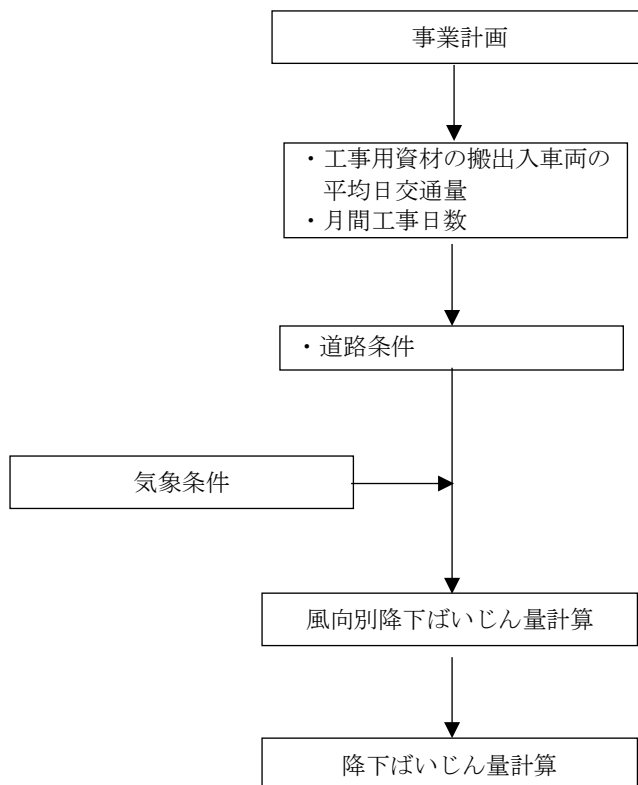 事業計画
・工事用資材の搬出入車両の
平均日交通量
・月間工事日数
・道路条件
気象条件
風向別降下ばいじん量計算
降下ばいじん量計算